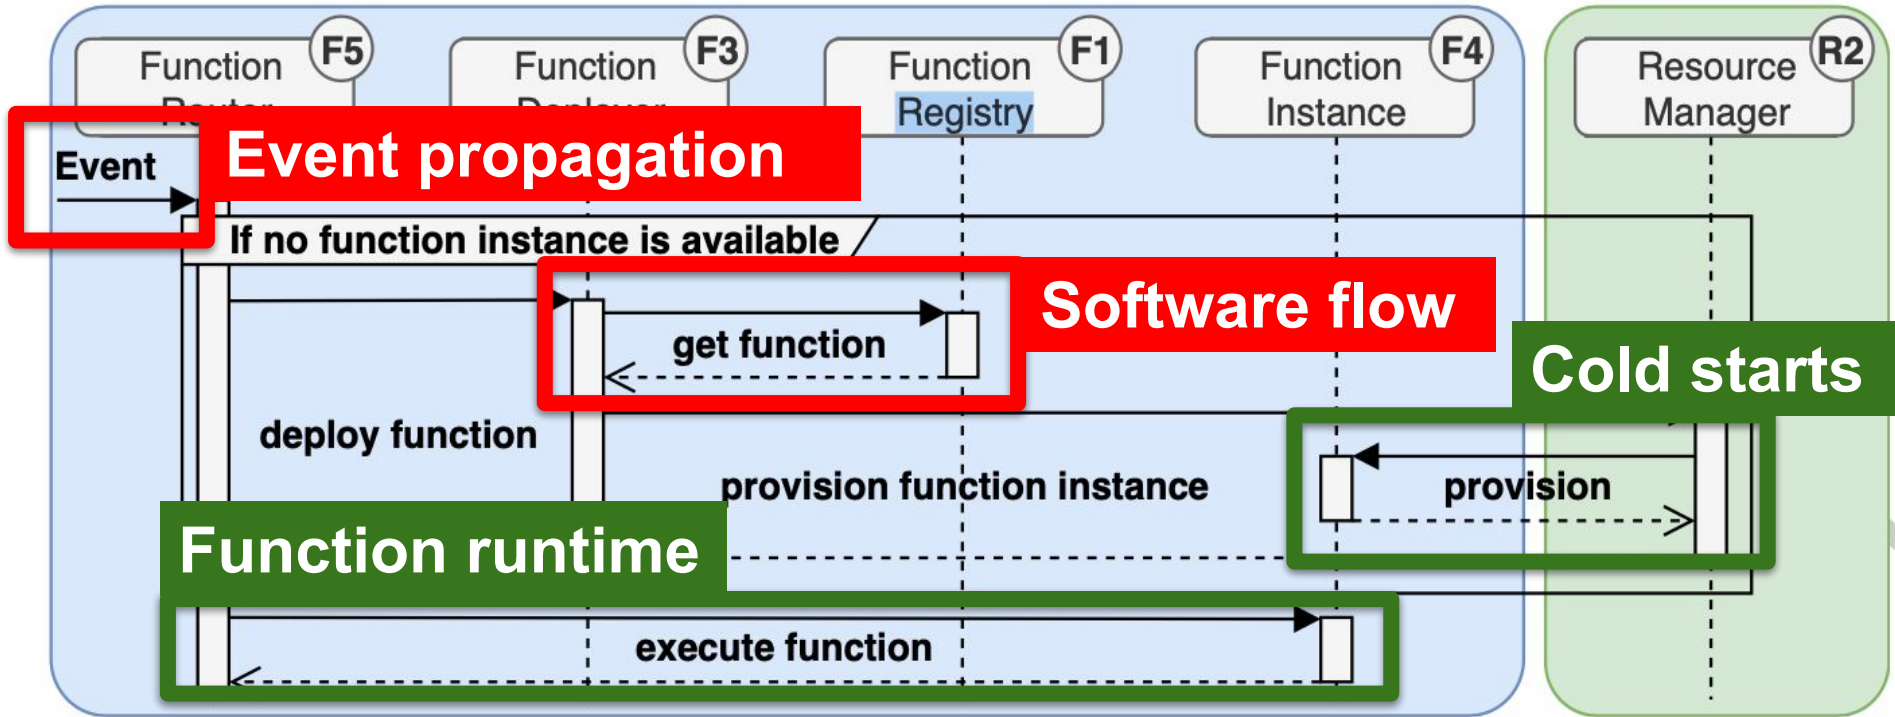 Function
Router
F5
Function
Deployer
F3
Function
Registry
F1
Function
Instance
F4
Resource
Manager
R2
Event
Event propagation
If no function instance is available
Software flow
get function
Cold starts
deploy function
provision function instance
provision
Function runtime
execute function